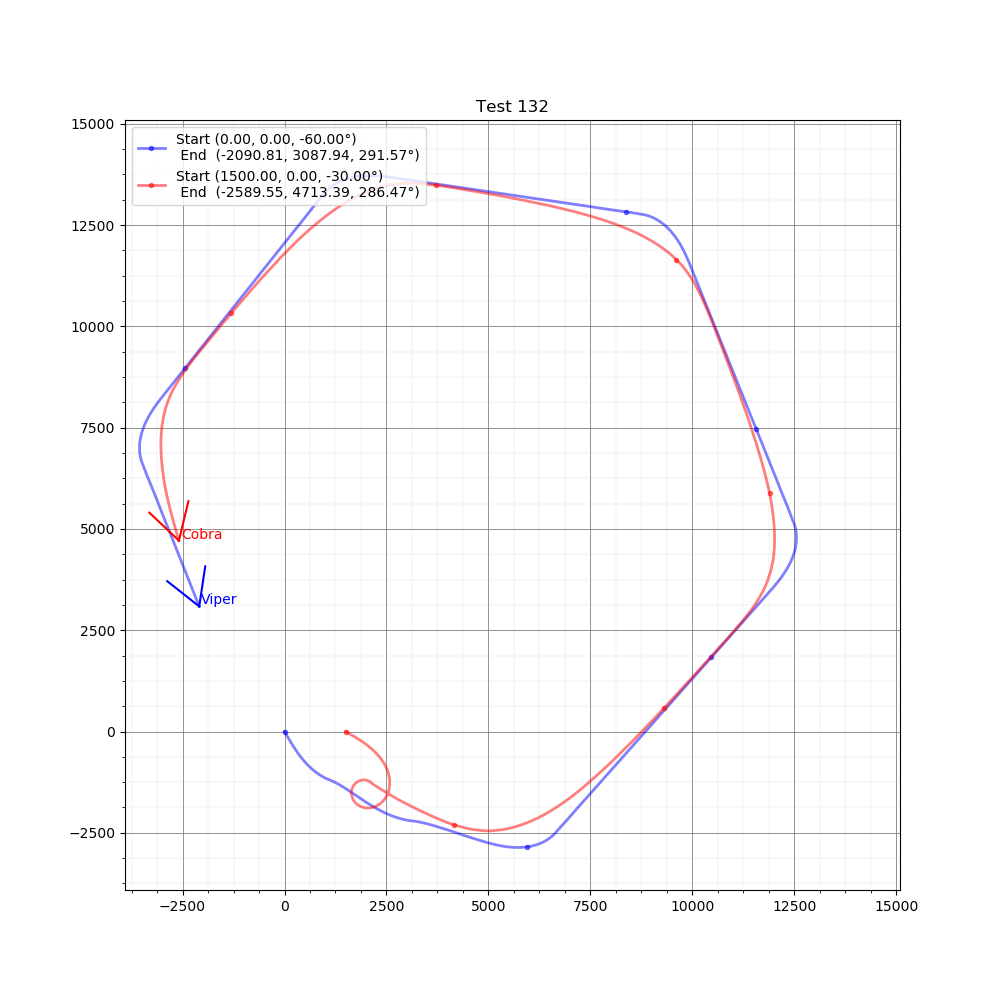 Test 132
Start (0.00, 0.00, -60.00°)
End (-2090.81, 3087.94, 291.57°)
Start (1500.00, 0.00, -30.00°)
End (-2589.55, 4713.39, 286.47°)
15000
12500
10000
7500
5000
2500
0
−2500
Cobra
Viper
−2500 0 2500 5000 7500 10000 12500 15000